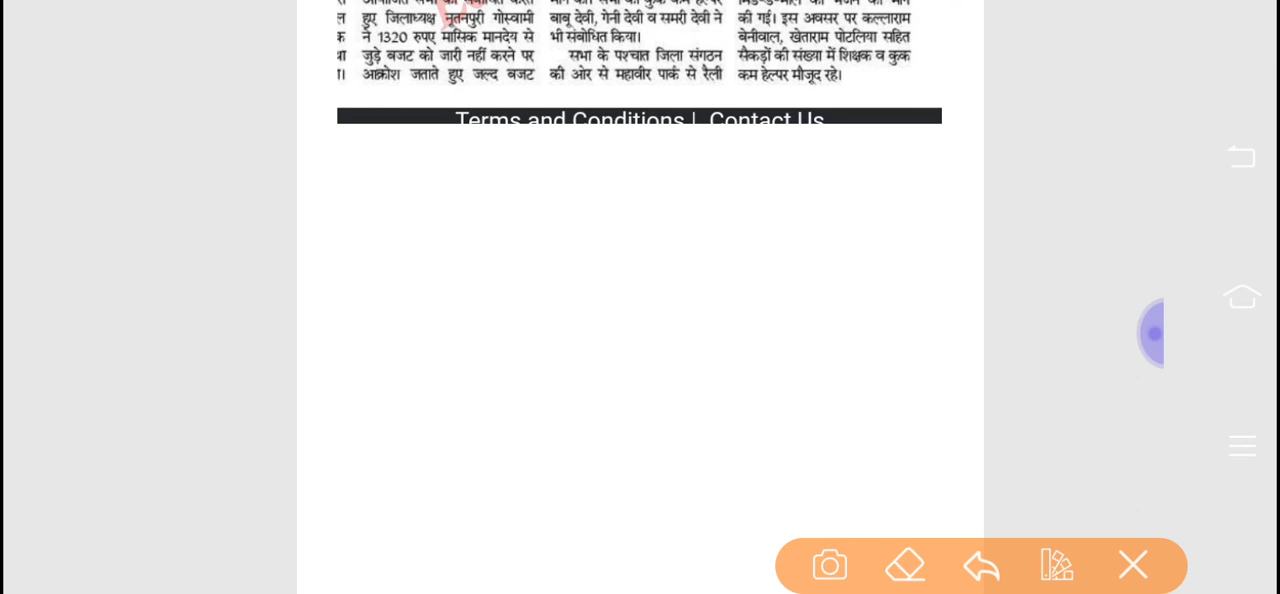 हुए जिलाध्यक्ष नूतनपुरी गोस्वामी
ने 1320 रुपए मासिक मानदेय से
जुड़े बजट को जारी नहीं करने पर
आक्रोश जताते हुए जल्द बजट
बाबू देवी, गेनी देवी व समरी देवी ने
भी संबोधित किया।
सभा के पश्चात जिला संगठन
की ओर से महावीर पार्क से रैली
की गई। इस अवसर पर कल्लाराम
बेनीवाल, खेताराम पोटलिया सहित
सैकड़ों की संख्या में शिक्षक व कुक
कम हेल्पर मौजूद रहे।
Terms and Conditions | Contact Us